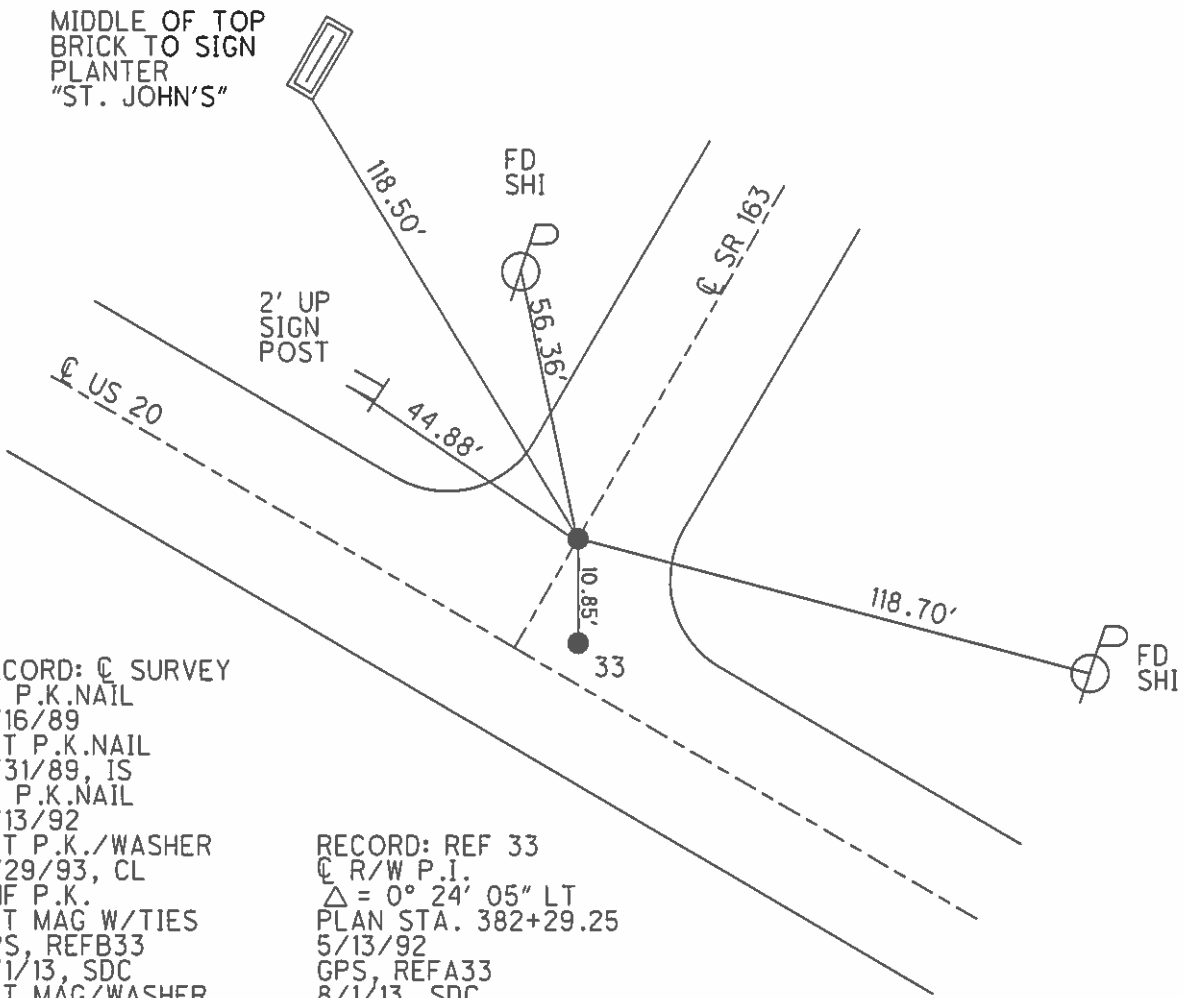 MIDDLE OF TOP
BRICK TO SIGN
PLANTER
"ST. JOHN'S"
118.50'
FD
SHI
℄ SR 163
56.36'
2' UP
SIGN
POST
44.88'
℄ US 20
10.85'
33
118.70'
FD
SHI
CORD: ℄ SURVEY
P.K.NAIL
16/89
T P.K.NAIL
31/89, IS
P.K.NAIL
13/92
T P.K./WASHER
29/93, CL
F P.K.
T MAG W/TIES
S, REFB33
1/13, SDC
T MAG/WASHER
RECORD: REF 33
℄ R/W P.I.
△ = 0° 24' 05" LT
PLAN STA. 382+29.25
5/13/92
GPS, REFA33
8/1/13, SDC